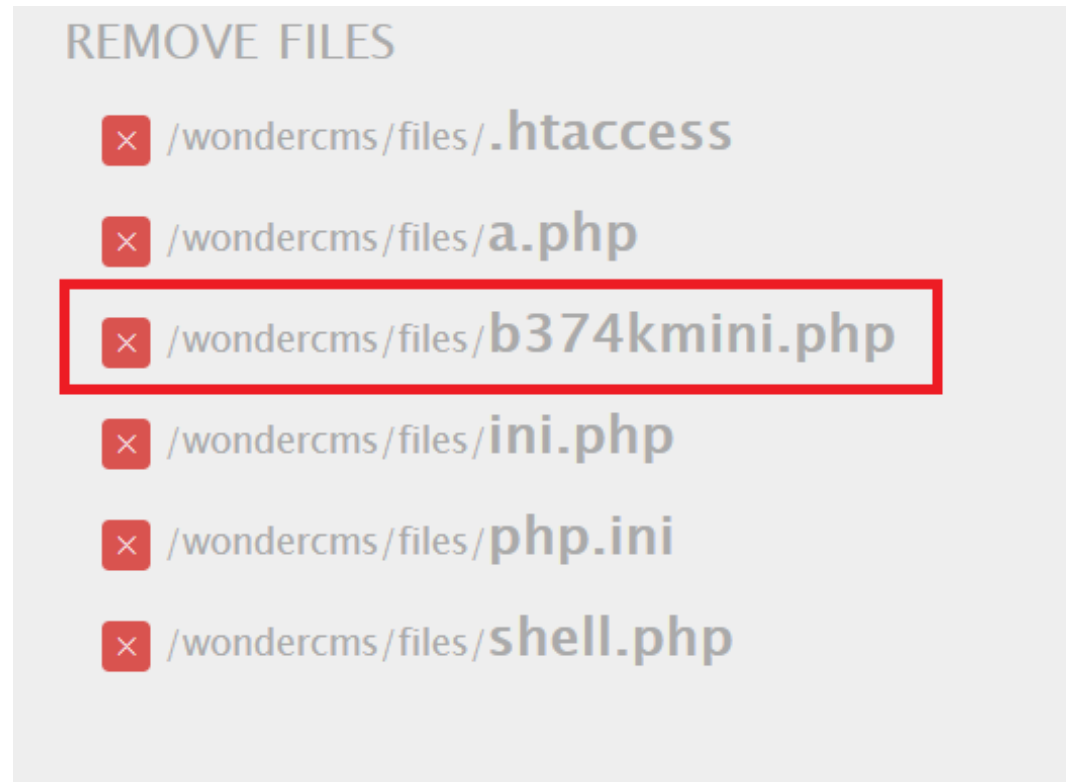 REMOVE FILES
× /wondercms/files/.htaccess
× /wondercms/files/a.php
× /wondercms/files/b374kmini.php
× /wondercms/files/ini.php
× /wondercms/files/php.ini
× /wondercms/files/shell.php